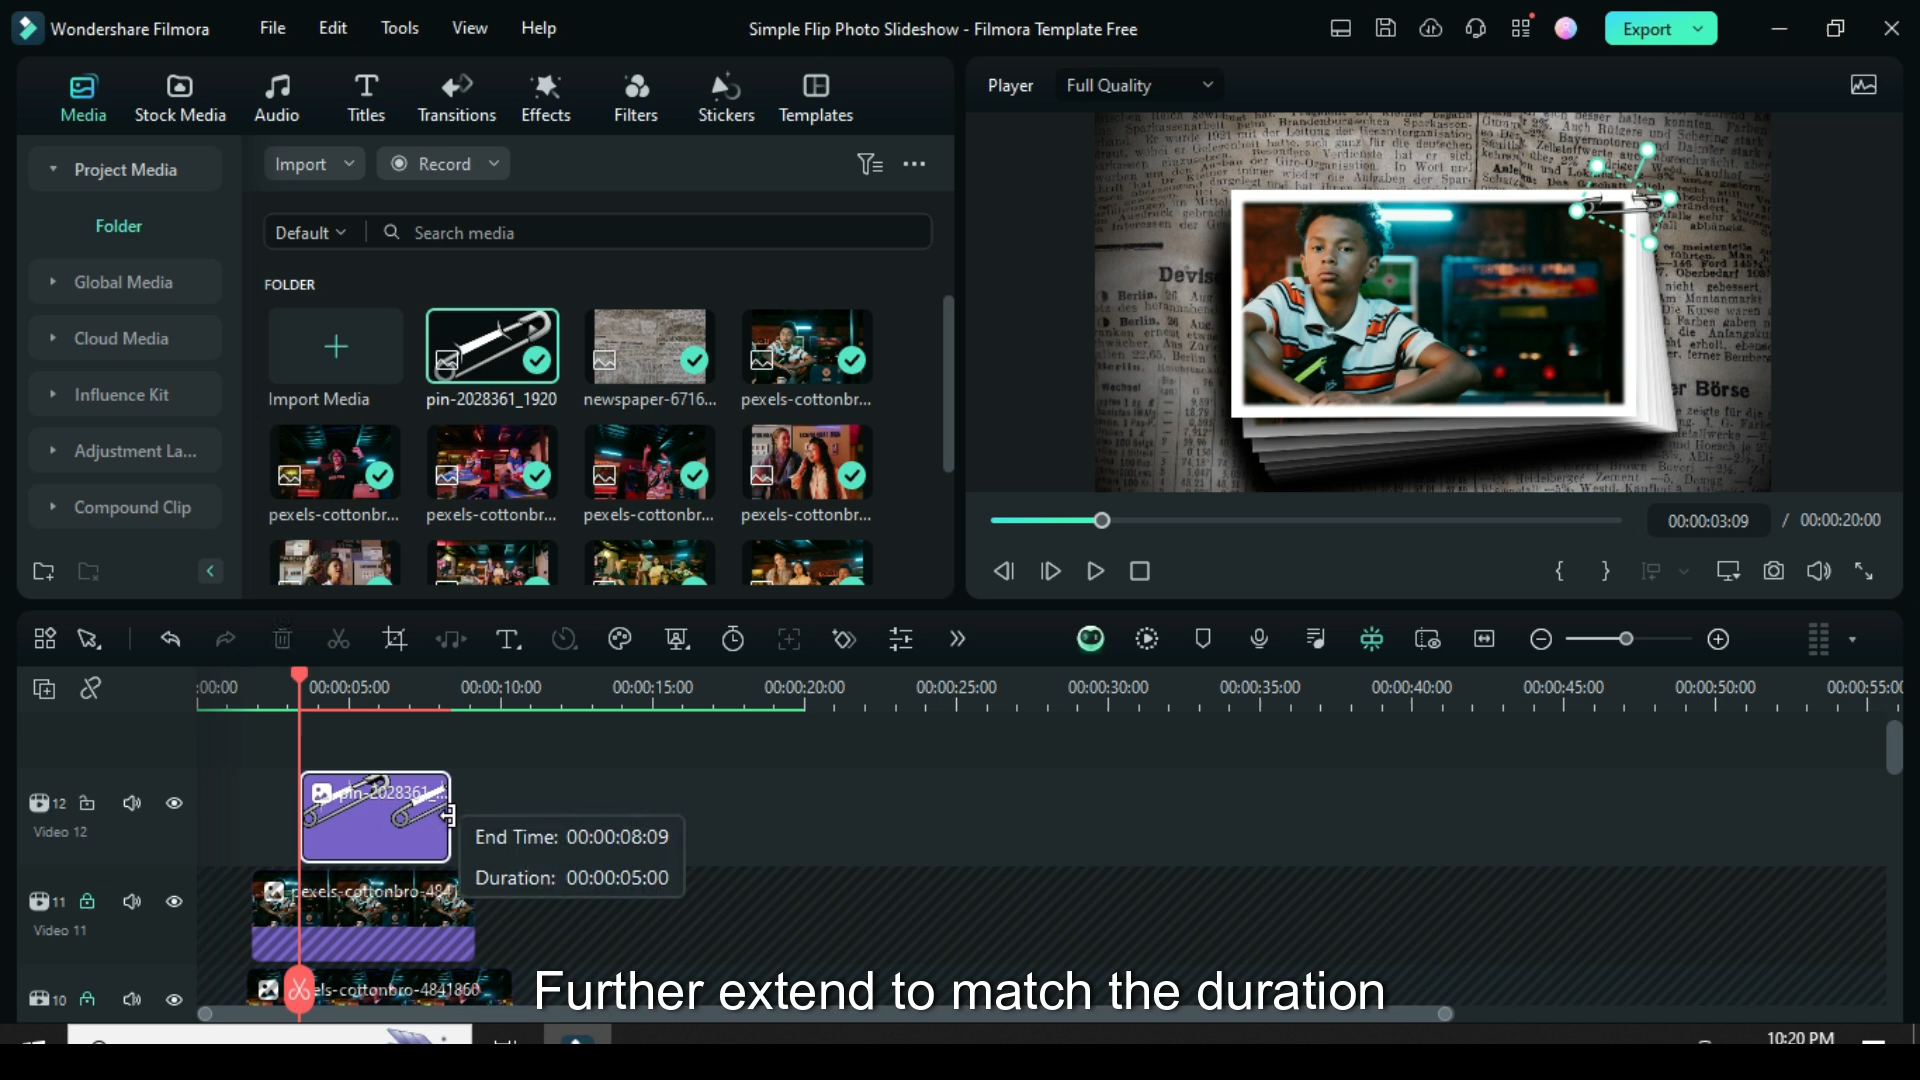 Wondershare Filmora
File
Edit
Tools
View
Help
Simple Flip Photo Slideshow - Filmora Template Free
Export
Media
Stock Media
Audio
Titles
Transitions
Effects
Filters
Stickers
Templates
Player
Full Quality
Project Media
Folder
Global Media
Cloud Media
Influence Kit
Adjustment La...
Compound Clip
Import
Record
Default
Search media
FOLDER
Import Media
pin-2028361_1920
newspaper-6716...
pexels-cottonbr...
pexels-cottonbr...
pexels-cottonbr...
pexels-cottonbr...
pexels-cottonbr...
Devise
Berlin, 26 Aug.
er Börse
00:00:03:09 / 00:00:20:00
:00:00
00:00:05:00
00:00:10:00
00:00:15:00
00:00:20:00
00:00:25:00
00:00:30:00
00:00:35:00
00:00:40:00
00:00:45:00
00:00:50:00
00:00:55:00
12
Video 12
pin-2028361_...
End Time: 00:00:08:09
Duration: 00:00:05:00
11
Video 11
pexels-cottonbro-4841
10
els-cottonbro-4841860
Further extend to match the duration
10:20 PM